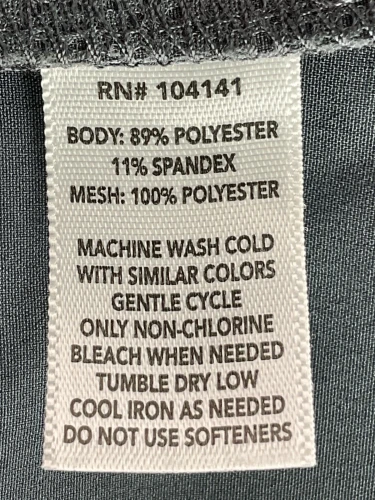 RN# 104141
BODY: 89% POLYESTER
11% SPANDEX
MESH: 100% POLYESTER
MACHINE WASH COLD
WITH SIMILAR COLORS
GENTLE CYCLE
ONLY NON-CHLORINE
BLEACH WHEN NEEDED
TUMBLE DRY LOW
COOL IRON AS NEEDED
DO NOT USE SOFTENERS